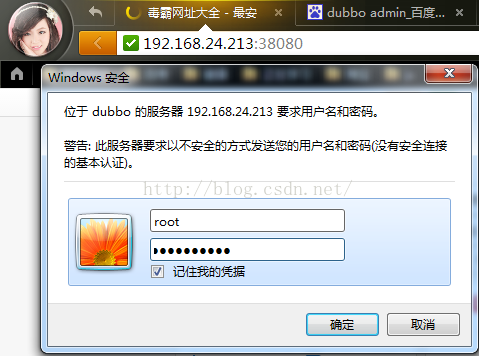 毒霸网址大全 - 最安
dubbo admin_百度...
192.168.24.213:38080
Windows 安全
位于 dubbo 的服务器 192.168.24.213 要求用户名和密码。
警告: 此服务器要求以不安全的方式发送您的用户名和密码(没有安全连接
的基本认证)。
http://blog.csdn.net/
root
●●●●●●●●●●
记住我的凭据
确定
取消